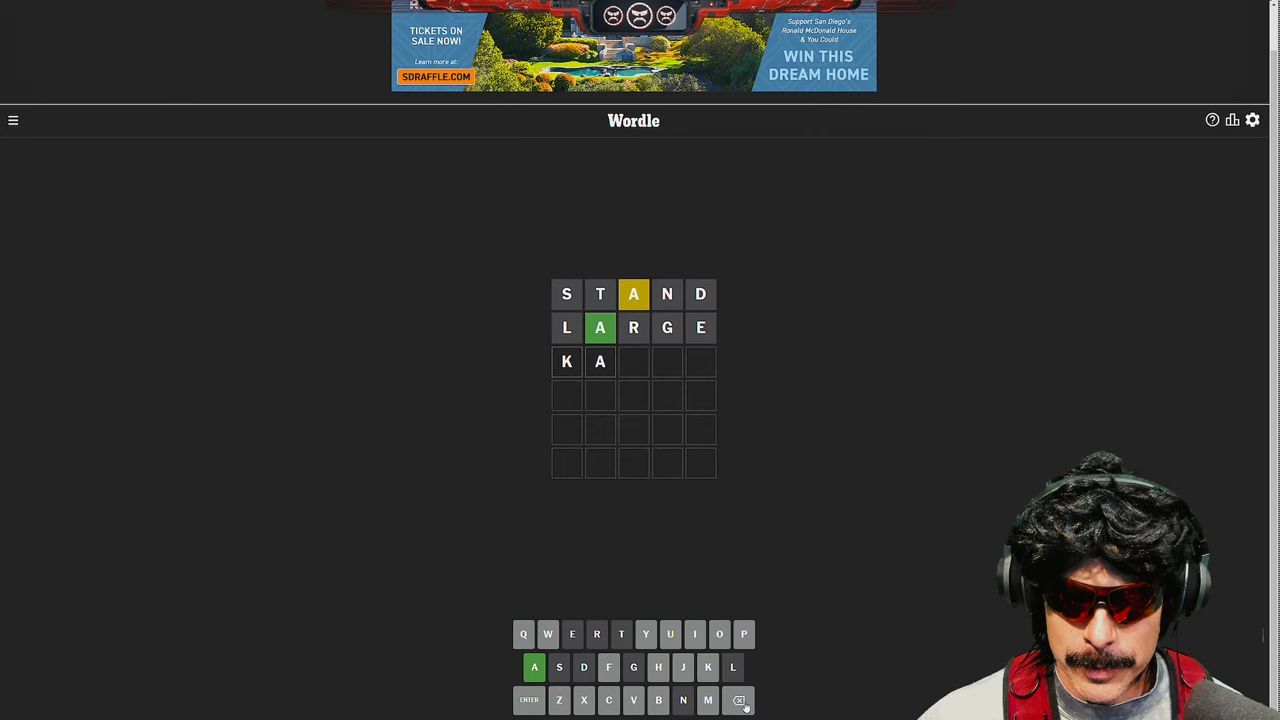 TICKETS ON
SALE NOW!
Learn more at:
SDRAFFLE.COM
Support San Diego's
Ronald McDonald House
& You Could
WIN THIS
DREAM HOME
Wordle
S T A N D
L A R G E
K A
Q W E R T Y U I O P
A S D F G H J K L
ENTER Z X C V B N M